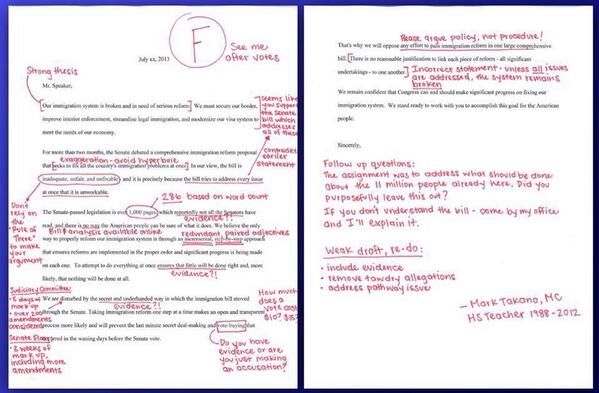 F
See me
after votes
July xx, 2013
Strong thesis
Mr. Speaker,
Our immigration system is broken and in need of serious reform. We must secure our border,
improve interior enforcement, streamline legal immigration, and modernize our visa system to
meet the needs of our economy.
Seems like
you support
the Senate
bill which
addresses
all of these
For more than two months, the Senate debated a comprehensive immigration reform proposal
exaggeration - avoid hyperbole
that seeks to fix all the country's immigration problems at once. In our view, the bill is
inadequate, unfair, and unfixable and it is precisely because the bill tries to address every issue
at once that it is unworkable.
contradicts
earlier
statement
Don't
rely on
the
"Rule of
Three"
to make
your
argument
286 based on word count
The Senate-passed legislation is over 1,000 pages, which reportedly not all the Senators have
evidence?!
read, and there is no way the American people can be sure of what it does. We believe the only
Bill & analysis available online
redundant, paired adjectives
way to properly reform our immigration system is through an incremental, step-by-step approach
that ensures reforms are implemented in the proper order and significant progress is being made
on each one. To attempt to do everything at once ensures that little will be done right and, more
evidence?!
likely, that nothing will be done at all.
Judiciary Committee:
• 5 days of
mark up
• over 200
amendments
considered
Senate Floor:
• 3 weeks of
mark up,
including more
amendments
We are disturbed by the secret and underhanded way in which the immigration bill moved
evidence?!
through the Senate. Taking immigration reform one step at a time makes an open and transparent
process more likely and will prevent the last minute secret deal-making and vote-buying that
occurred in the waning days before the Senate vote.
How much
does a
vote cost
$10?
Do you have
evidence or are
you just making
an accusation?
Please argue policy, not procedure!
That's why we will oppose any effort to pass immigration reform in one large comprehensive
bill. There is no reasonable justification to link each piece of reform - all significant
undertakings - to one another.
Incorrect statement - unless all issues
are addressed, the system remains
broken
We remain confident that Congress can and should make significant progress on fixing our
immigration system. We stand ready to work with you to accomplish this goal for the American
people.
Sincerely,
Follow up questions:
The assignment was to address what should be done
about the 11 million people already here. Did you
purposefully leave this out?
If you don't understand the bill - come by my office
and I'll explain it.
Weak draft, re-do:
• include evidence
• remove tawdry allegations
• address pathway issue
- Mark Takano, MC
HS Teacher 1988-2012